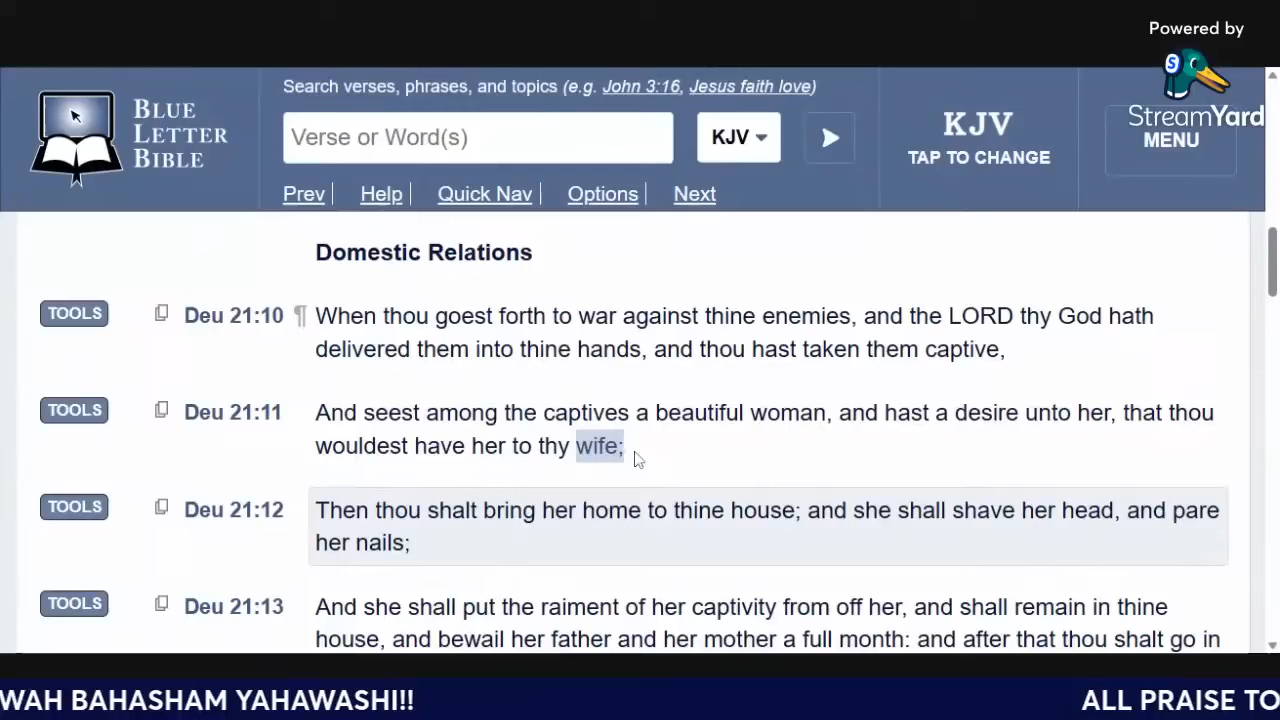 Powered by
StreamYard
BLUE
LETTER
BIBLE
Search verses, phrases, and topics (e.g. John 3:16, Jesus faith love)
Verse or Word(s)
KJV
Prev
Help
Quick Nav
Options
Next
KJV
TAP TO CHANGE
MENU
Domestic Relations
TOOLS Deu 21:10 ¶ When thou goest forth to war against thine enemies, and the LORD thy God hath
delivered them into thine hands, and thou hast taken them captive,
TOOLS Deu 21:11 And seest among the captives a beautiful woman, and hast a desire unto her, that thou
wouldest have her to thy wife;
TOOLS Deu 21:12 Then thou shalt bring her home to thine house; and she shall shave her head, and pare
her nails;
TOOLS Deu 21:13 And she shall put the raiment of her captivity from off her, and shall remain in thine
house, and bewail her father and her mother a full month: and after that thou shalt go in
WAH BAHASHAM YAHAWASHI!! ALL PRAISE TO